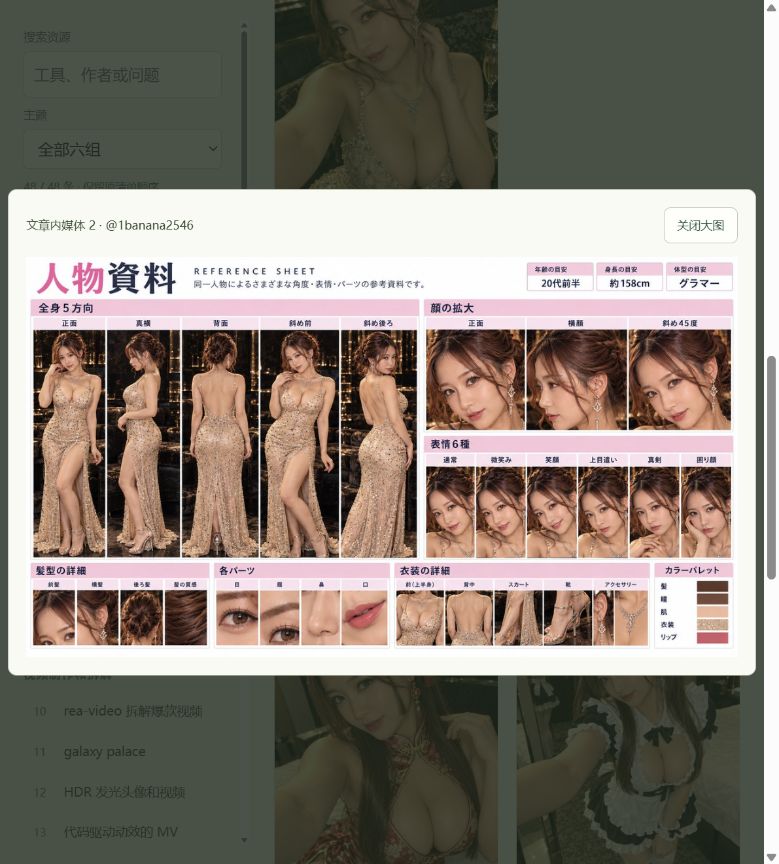 搜索资源
工具、作者或问题
主题
全部六组
文章内媒体 2 · @1banana2546
关闭大图
人物資料
REFERENCE SHEET
同一人物によるさまざまな角度・表情・パーツの参考資料です。
年齢の目安
20代前半
身長の目安
約158cm
体型の目安
グラマー
全身5方向
正面
真横
背面
斜め前
斜め後ろ
顔の拡大
正面
横顔
斜め45度
表情6種
通常
微笑み
笑顔
上目遣い
真剣
困り顔
髪型の詳細
前髪
横髪
後ろ髪
髪の質感
各パーツ
目
眉
鼻
口
衣装の詳細
前(上半身)
背中
スカート
靴
アクセサリー
カラーパレット
髪
瞳
肌
衣装
リップ
10 rea-video 拆解爆款视频
11 galaxy palace
12 HDR 发光头像和视频
13 代码驱动动效的 MV